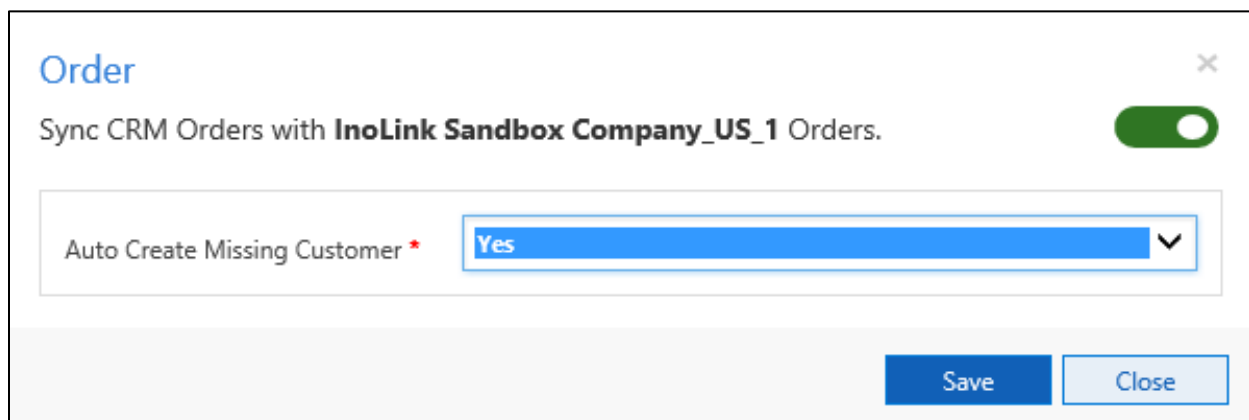 Order
Sync CRM Orders with InoLink Sandbox Company_US_1 Orders.
Auto Create Missing Customer * Yes
Save Close